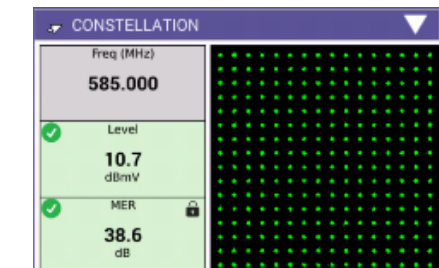 CONSTELLATION
Freq (MHz)
585.000
Level
10.7
dBmV
MER
38.6
dB